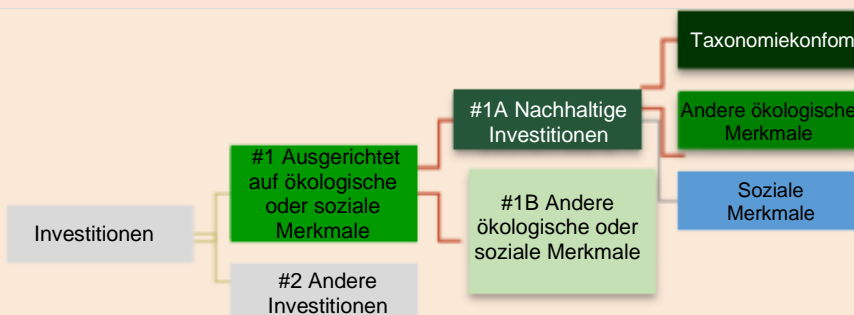 Investitionen
#1 Ausgerichtet
auf ökologische
oder soziale
Merkmale
#2 Andere
Investitionen
#1A Nachhaltige
Investitionen
#1B Andere
ökologische oder
soziale Merkmale
Taxonomiekonfom
Andere ökologische
Merkmale
Soziale
Merkmale